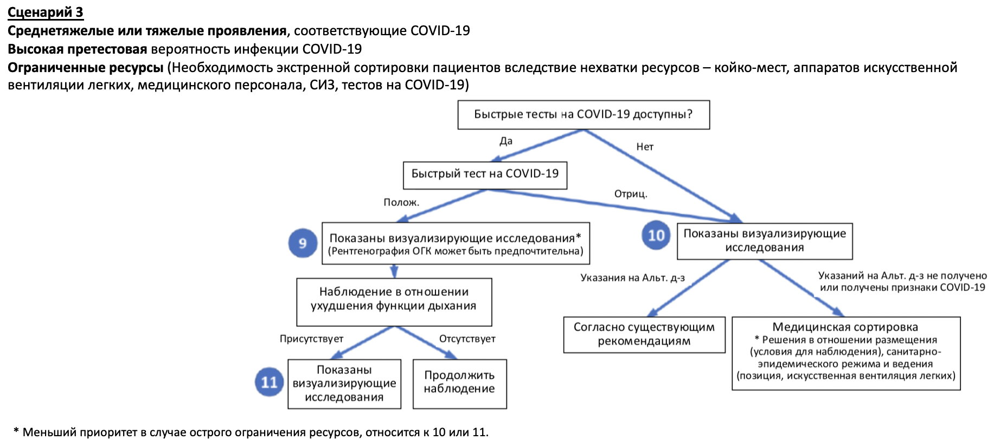 Сценарий 3
Среднетяжелые или тяжелые проявления, соответствующие COVID-19
Высокая претестовая вероятность инфекции COVID-19
Ограниченные ресурсы (Необходимость экстренной сортировки пациентов вследствие нехватки ресурсов – койко-мест, аппаратов искусственной
вентиляции легких, медицинского персонала, СИЗ, тестов на COVID-19)
Быстрые тесты на COVID-19 доступны?
Да
Нет
Быстрый тест на COVID-19
Полож.
Отриц.
9
Показаны визуализирующие исследования*
(Рентгенография ОГК может быть предпочтительна)
10
Показаны визуализирующие
исследования
Наблюдение в отношении
ухудшения функции дыхания
Указания на Альт. д-з
Указаний на Альт. д-з не получено
или получены признаки COVID-19
Присутствует
Отсутствует
11
Показаны
визуализирующие
исследования
Продолжить
наблюдение
Согласно существующим
рекомендациям
Медицинская сортировка
* Решения в отношении размещения
(условия для наблюдения), санитарно-
эпидемического режима и ведения
(позиция, искусственная вентиляция легких)
* Меньший приоритет в случае острого ограничения ресурсов, относится к 10 или 11.